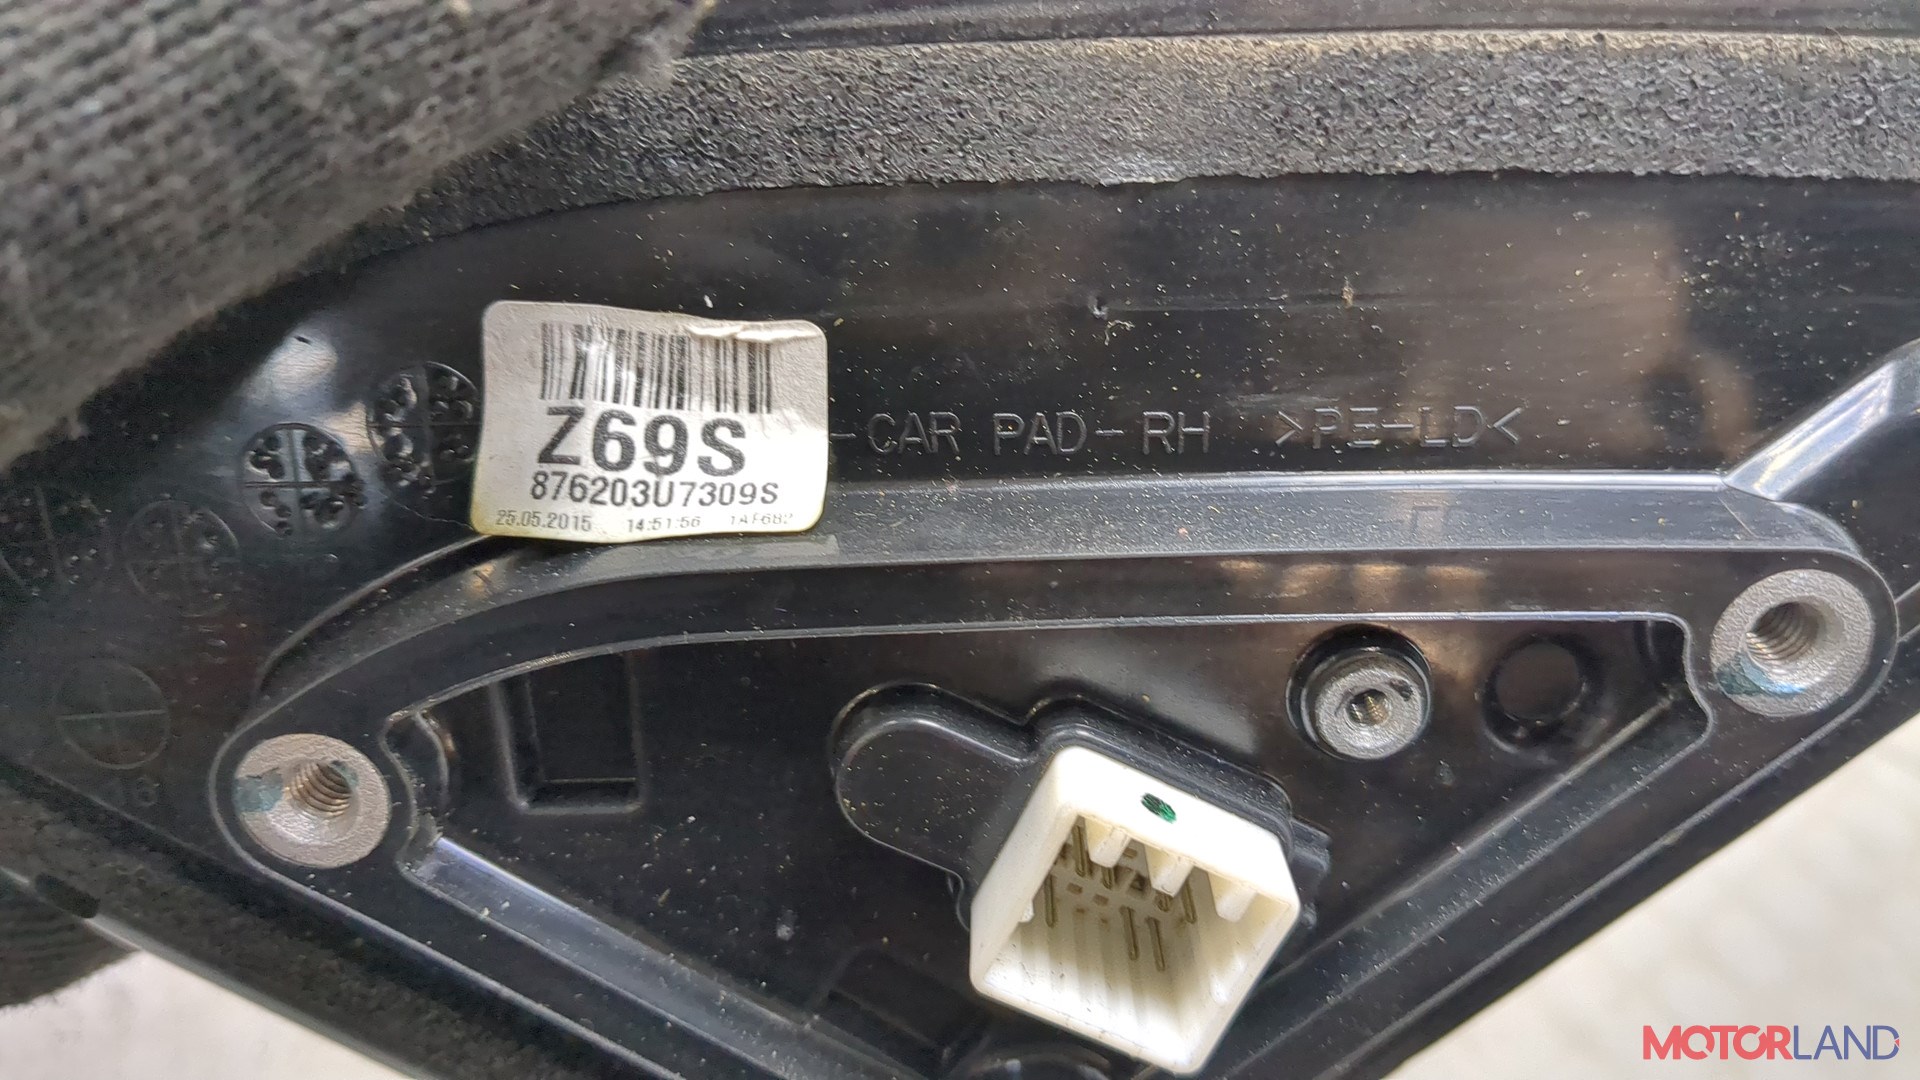 Z69S
876203U7309S
25.05.2015 14:51:56
-CAR PAD-RH >PE-LD<
MOTORLAND